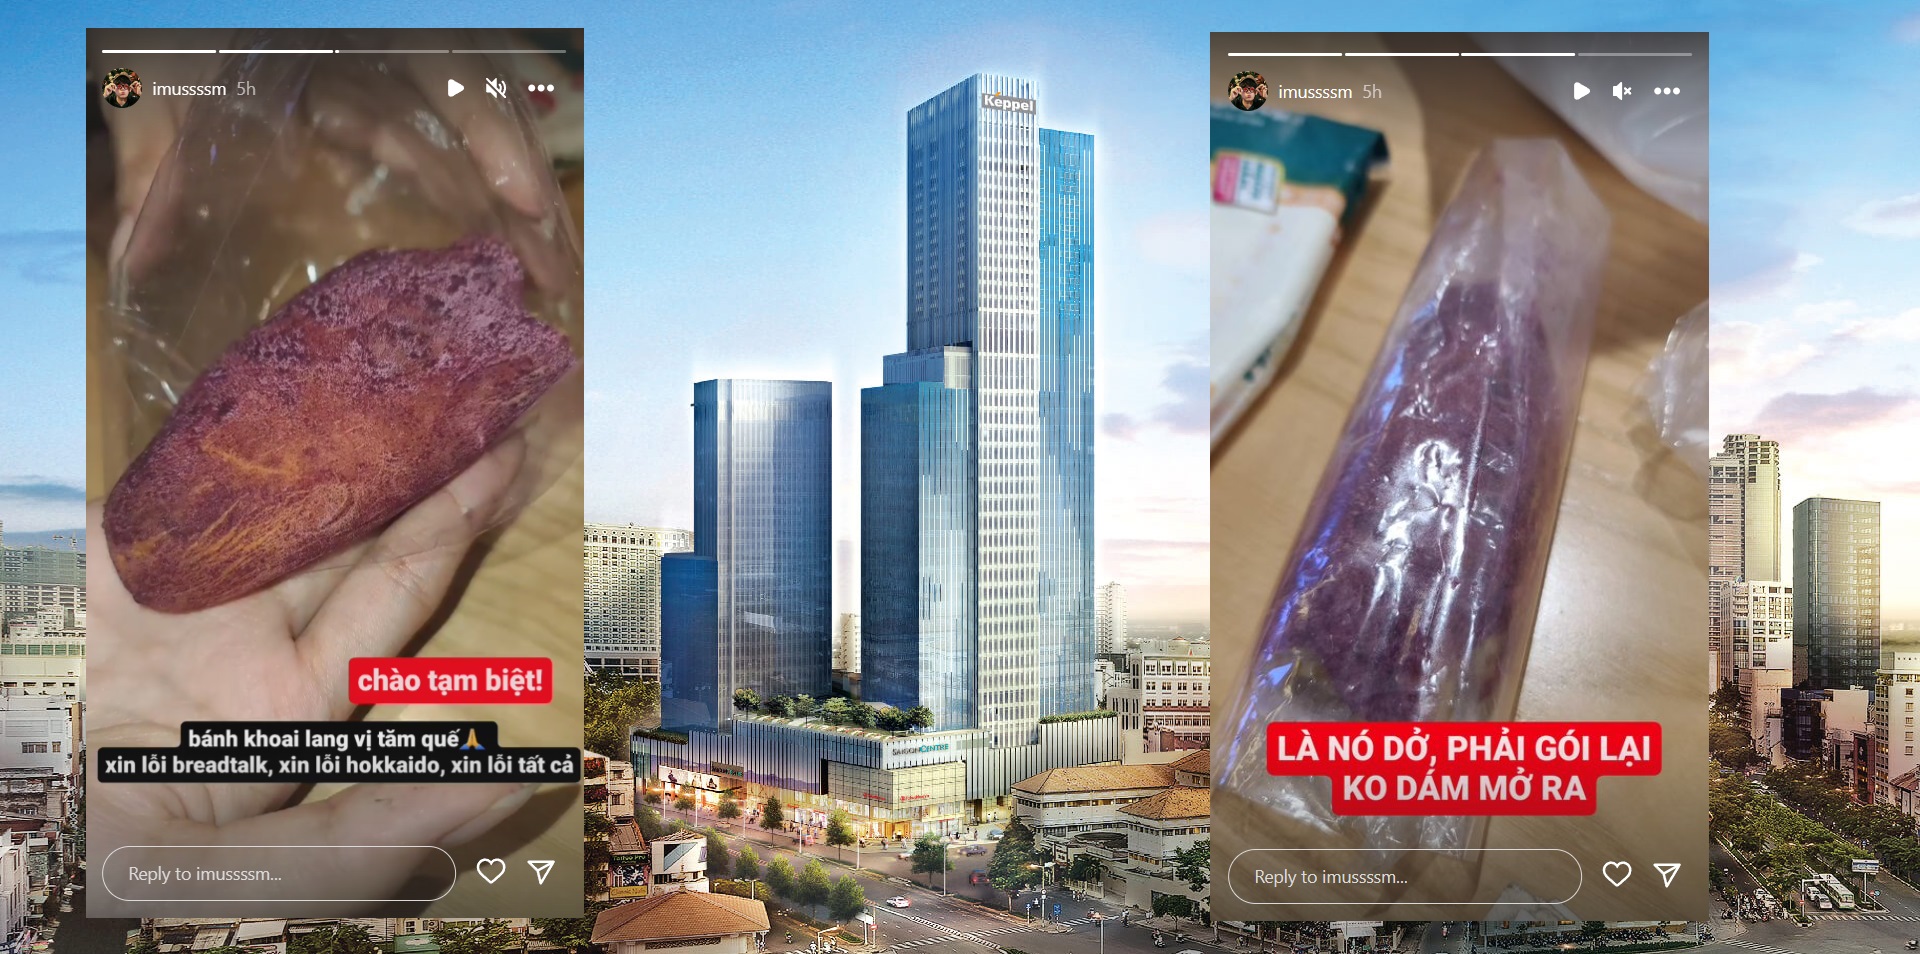 imussssm 5h
chào tạm biệt!
bánh khoai lang vị tăm quế🙏
xin lỗi breadtalk, xin lỗi hokkaido, xin lỗi tất cả
Reply to imussssm...
Keppel
SAIGON CENTRE
imussssm 5h
LÀ NÓ DỞ, PHẢI GÓI LẠI
KO DÁM MỞ RA
Reply to imussssm...